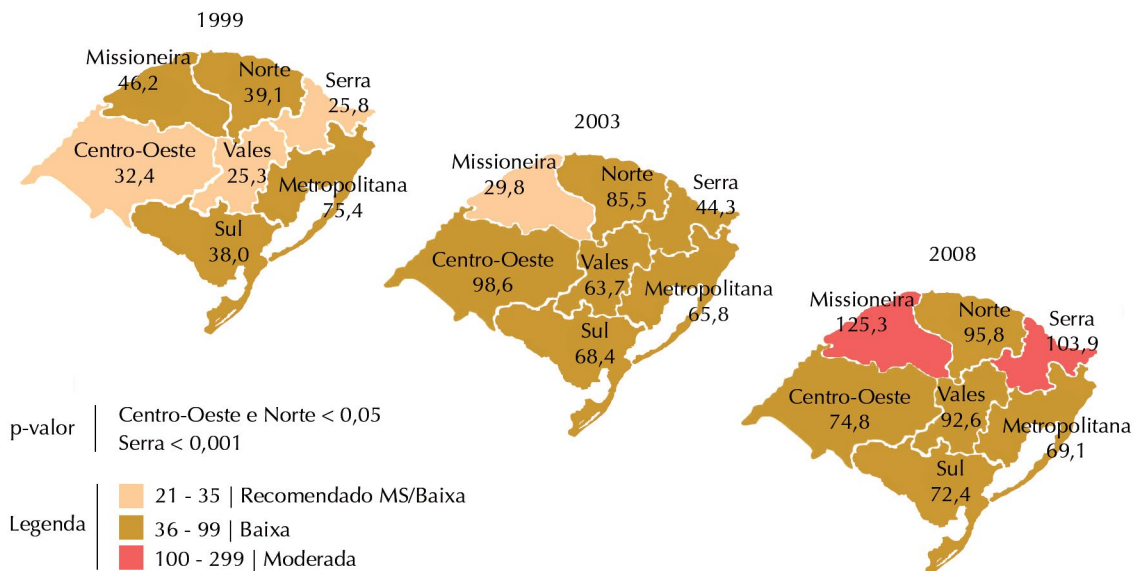 1999
Missioneira
46,2
Norte
39,1
Serra
25,8
Centro-Oeste
32,4
Vales
25,3
Metropolitana
75,4
Sul
38,0
2003
Missioneira
29,8
Norte
85,5
Serra
44,3
Centro-Oeste
98,6
Vales
63,7
Metropolitana
65,8
Sul
68,4
2008
Missioneira
125,3
Norte
95,8
Serra
103,9
Centro-Oeste
74,8
Vales
92,6
Metropolitana
69,1
Sul
72,4
p-valor
Centro-Oeste e Norte < 0,05
Serra < 0,001
Legenda
21 - 35 | Recomendado MS/Baixa
36 - 99 | Baixa
100 - 299 | Moderada